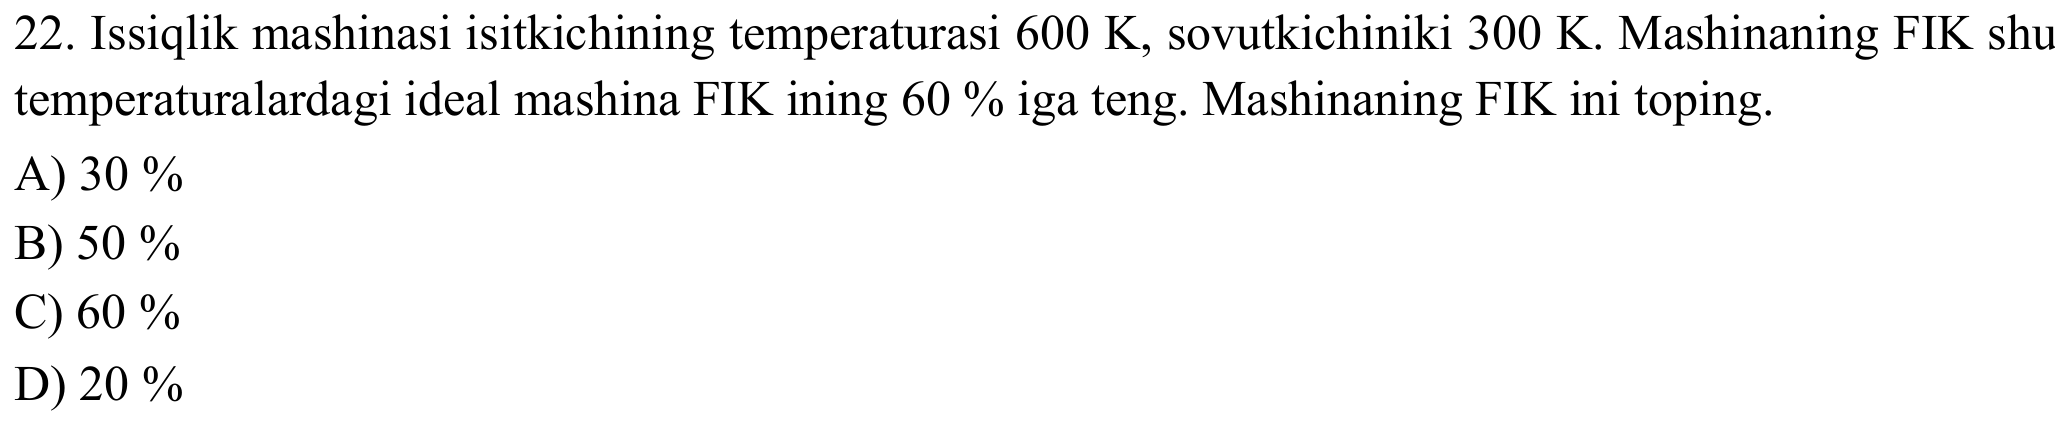 22. Issiqlik mashinasi isitkichining temperaturasi 600 K, sovutkichiniki 300 K. Mashinaning FIK shu
temperaturalardagi ideal mashina FIK ining 60 % iga teng. Mashinaning FIK ini toping.
A) 30 %
B) 50 %
C) 60 %
D) 20 %